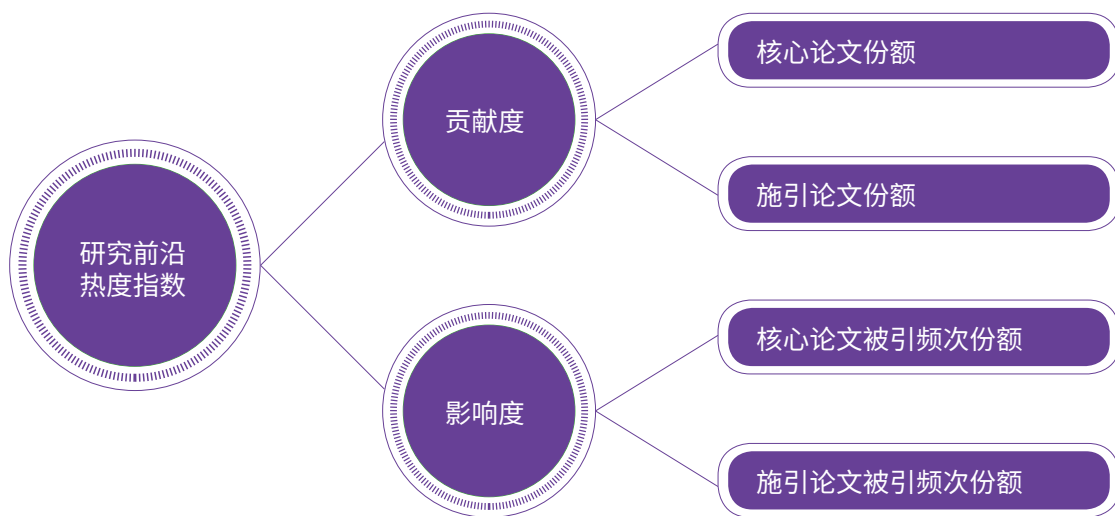 研究前沿
热度指数
贡献度
核心论文份额
施引论文份额
影响度
核心论文被引频次份额
施引论文被引频次份额